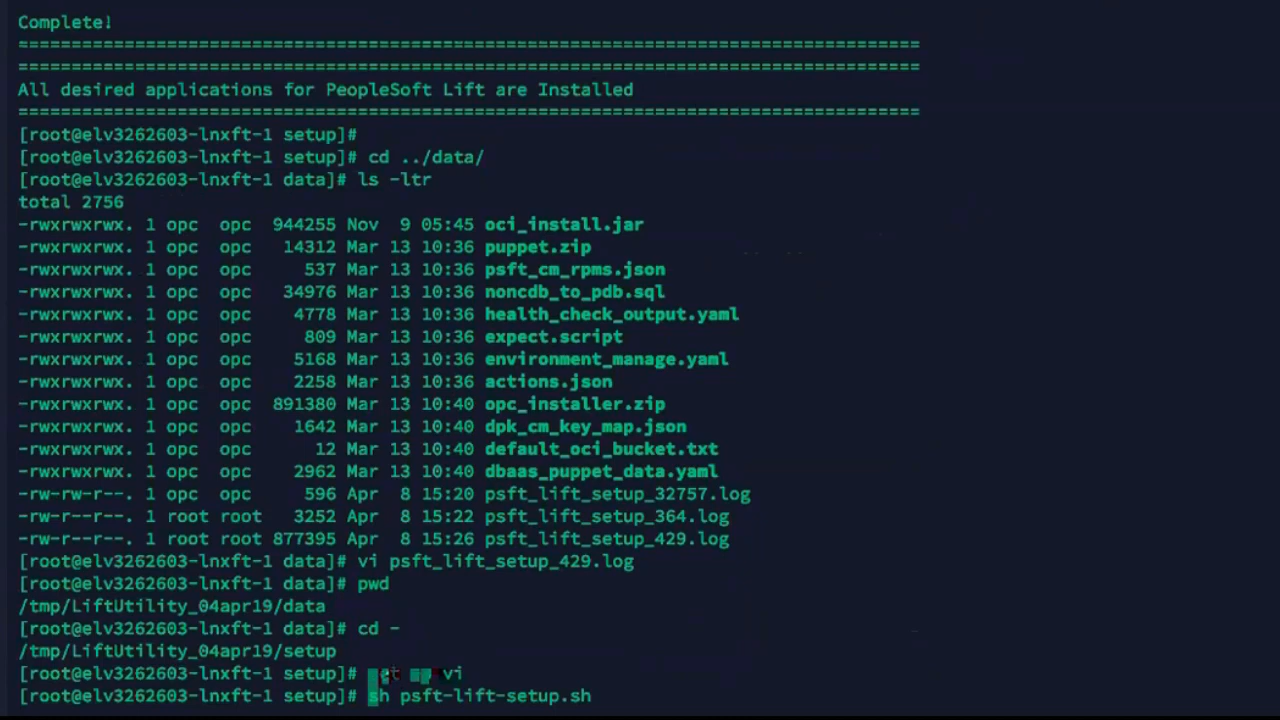 Complete!
=====================================================================================
=====================================================================================
All desired applications for PeopleSoft Lift are Installed
=====================================================================================
[root@elv3262603-lnxft-1 setup]#
[root@elv3262603-lnxft-1 setup]# cd ../data/
[root@elv3262603-lnxft-1 data]# ls -ltr
total 2756
-rwxrwxrwx. 1 opc  opc  944255 Nov  9 05:45 oci_install.jar
-rwxrwxrwx. 1 opc  opc   14312 Mar 13 10:36 puppet.zip
-rwxrwxrwx. 1 opc  opc     537 Mar 13 10:36 psft_cm_rpms.json
-rwxrwxrwx. 1 opc  opc   34976 Mar 13 10:36 noncdb_to_pdb.sql
-rwxrwxrwx. 1 opc  opc    4778 Mar 13 10:36 health_check_output.yaml
-rwxrwxrwx. 1 opc  opc     809 Mar 13 10:36 expect.script
-rwxrwxrwx. 1 opc  opc    5168 Mar 13 10:36 environment_manage.yaml
-rwxrwxrwx. 1 opc  opc    2258 Mar 13 10:36 actions.json
-rwxrwxrwx. 1 opc  opc  891380 Mar 13 10:40 opc_installer.zip
-rwxrwxrwx. 1 opc  opc    1642 Mar 13 10:40 dpk_cm_key_map.json
-rwxrwxrwx. 1 opc  opc      12 Mar 13 10:40 default_oci_bucket.txt
-rwxrwxrwx. 1 opc  opc    2962 Mar 13 10:40 dbaas_puppet_data.yaml
-rw-rw-r--. 1 opc  opc     596 Apr  8 15:20 psft_lift_setup_32757.log
-rw-r--r--. 1 root root   3252 Apr  8 15:22 psft_lift_setup_364.log
-rw-r--r--. 1 root root 877395 Apr  8 15:26 psft_lift_setup_429.log
[root@elv3262603-lnxft-1 data]# vi psft_lift_setup_429.log
[root@elv3262603-lnxft-1 data]# pwd
/tmp/LiftUtility_04apr19/data
[root@elv3262603-lnxft-1 data]# cd -
/tmp/LiftUtility_04apr19/setup
[root@elv3262603-lnxft-1 setup]# vi
[root@elv3262603-lnxft-1 setup]# sh psft-lift-setup.sh